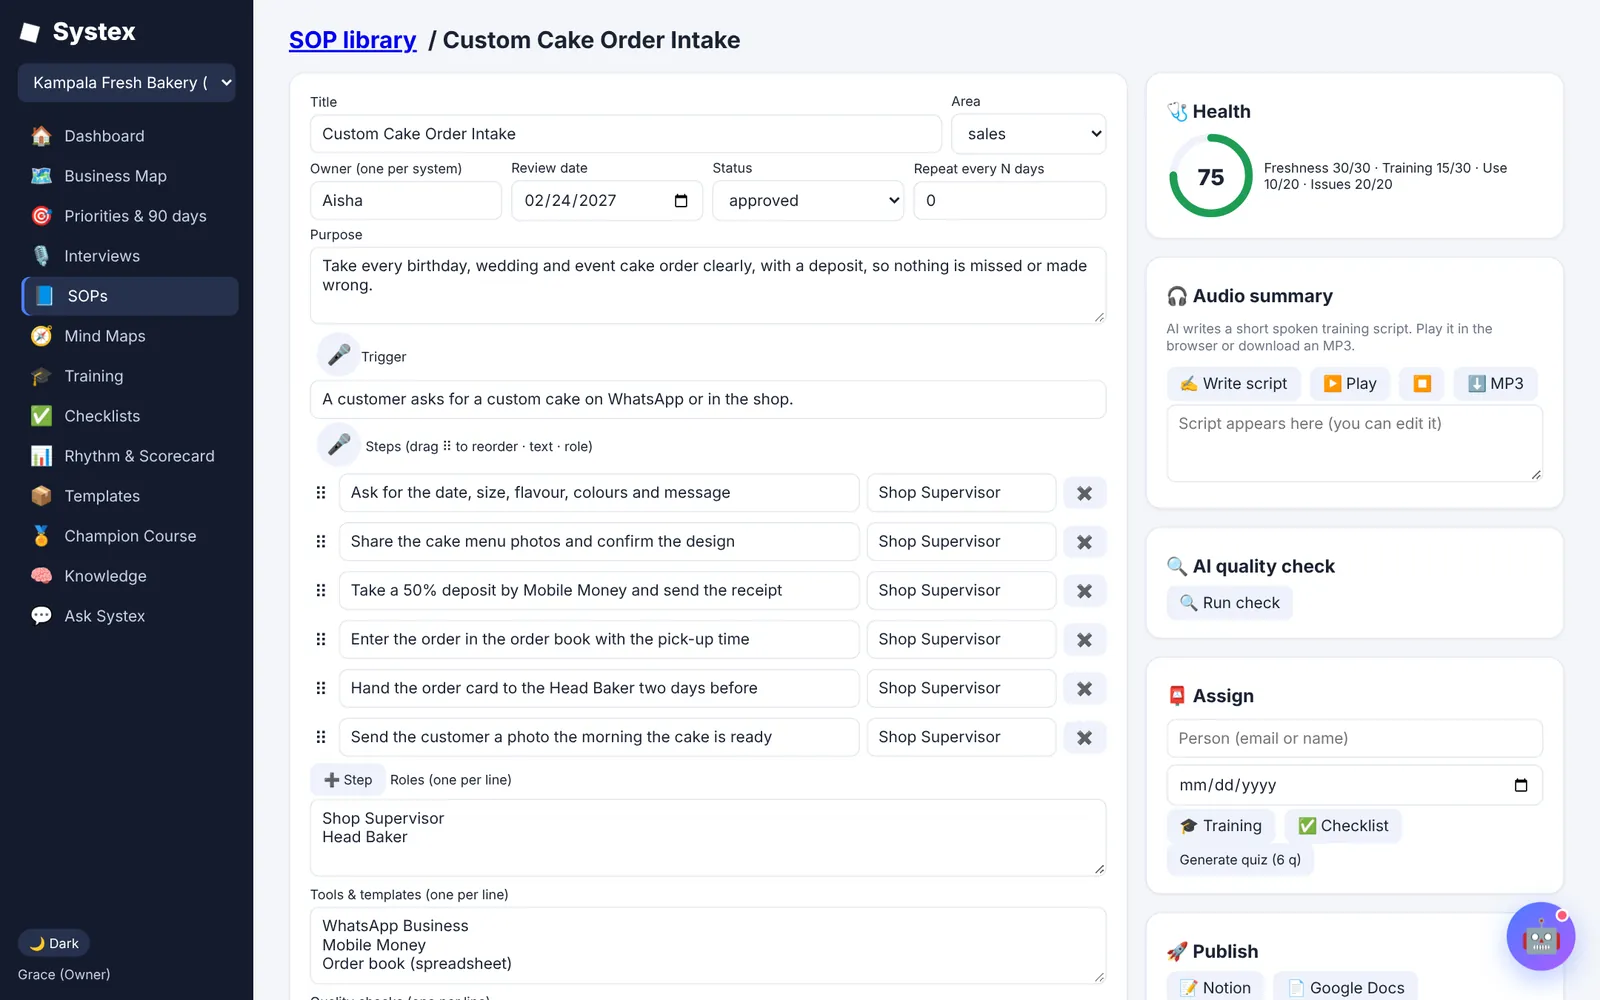 Systex
Kampala Fresh Bakery (
Dashboard
Business Map
Priorities & 90 days
Interviews
SOPs
Mind Maps
Training
Checklists
Rhythm & Scorecard
Templates
Champion Course
Knowledge
Ask Systex
Dark
Grace (Owner)
SOP library / Custom Cake Order Intake
Title
Custom Cake Order Intake
Area
sales
Owner (one per system)
Aisha
Review date
02/24/2027
Status
approved
Repeat every N days
0
Purpose
Take every birthday, wedding and event cake order clearly, with a deposit, so nothing is missed or made
wrong.
Trigger
A customer asks for a custom cake on WhatsApp or in the shop.
Steps (drag ⠿ to reorder · text · role)
Ask for the date, size, flavour, colours and message
Shop Supervisor
Share the cake menu photos and confirm the design
Shop Supervisor
Take a 50% deposit by Mobile Money and send the receipt
Shop Supervisor
Enter the order in the order book with the pick-up time
Shop Supervisor
Hand the order card to the Head Baker two days before
Shop Supervisor
Send the customer a photo the morning the cake is ready
Shop Supervisor
Step
Roles (one per line)
Shop Supervisor
Head Baker
Tools & templates (one per line)
WhatsApp Business
Mobile Money
Order book (spreadsheet)
Quality checks (one per line)
Health
75
Freshness 30/30 · Training 15/30 · Use
10/20 · Issues 20/20
Audio summary
AI writes a short spoken training script. Play it in the
browser or download an MP3.
Write script
Play
MP3
Script appears here (you can edit it)
AI quality check
Run check
Assign
Person (email or name)
mm/dd/yyyy
Training
Checklist
Generate quiz (6 q)
Publish
Notion
Google Docs